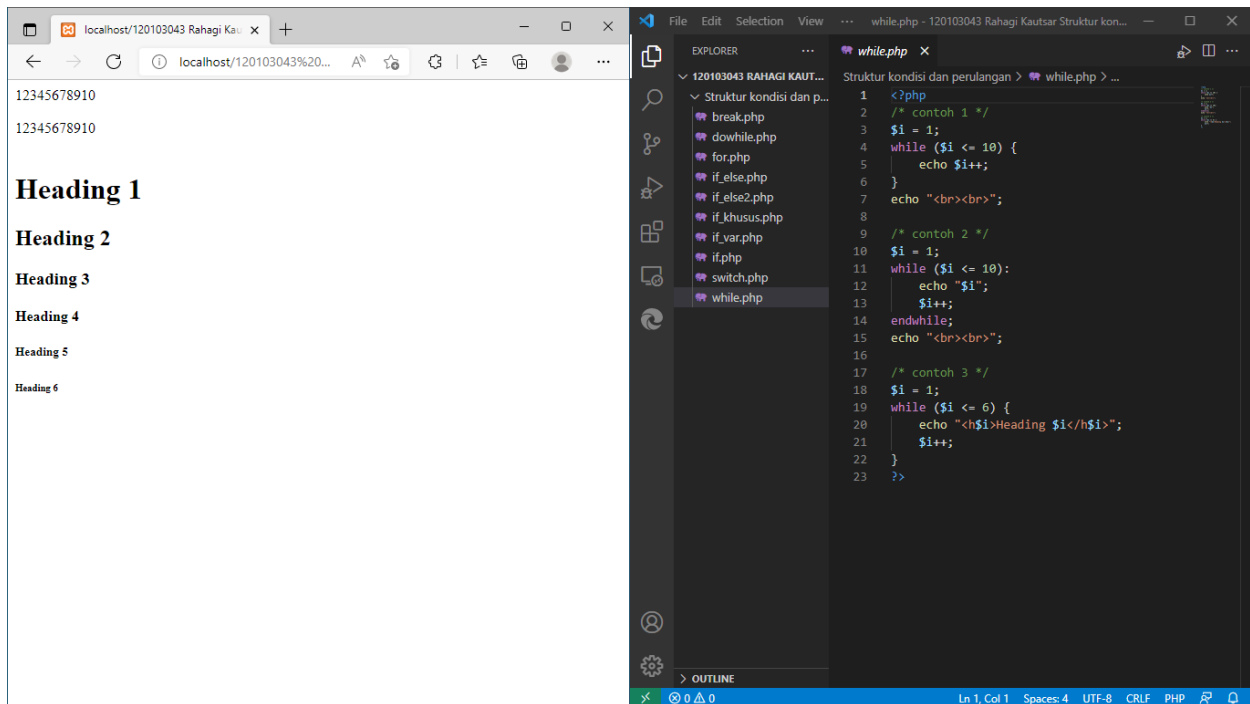 localhost/120103043 Rahagi Kau
localhost/120103043%20...
12345678910
12345678910
Heading 1
Heading 2
Heading 3
Heading 4
Heading 5
Heading 6
File Edit Selection View ... while.php - 120103043 Rahagi Kautsar Struktur kon...
EXPLORER ...
120103043 RAHAGI KAUT...
Struktur kondisi dan p...
break.php
dowhile.php
for.php
if_else.php
if_else2.php
if_khusus.php
if_var.php
if.php
switch.php
while.php
OUTLINE
while.php
Struktur kondisi dan perulangan > while.php > ...
1 <?php
2 /* contoh 1 */
3 $i = 1;
4 while ($i <= 10) {
5 echo $i++;
6 }
7 echo "<br><br>";
8
9 /* contoh 2 */
10 $i = 1;
11 while ($i <= 10):
12 echo "$i";
13 $i++;
14 endwhile;
15 echo "<br><br>";
16
17 /* contoh 3 */
18 $i = 1;
19 while ($i <= 6) {
20 echo "<h$i>Heading $i</h$i>";
21 $i++;
22 }
23 ?>
0 0 Ln 1, Col 1 Spaces: 4 UTF-8 CRLF PHP